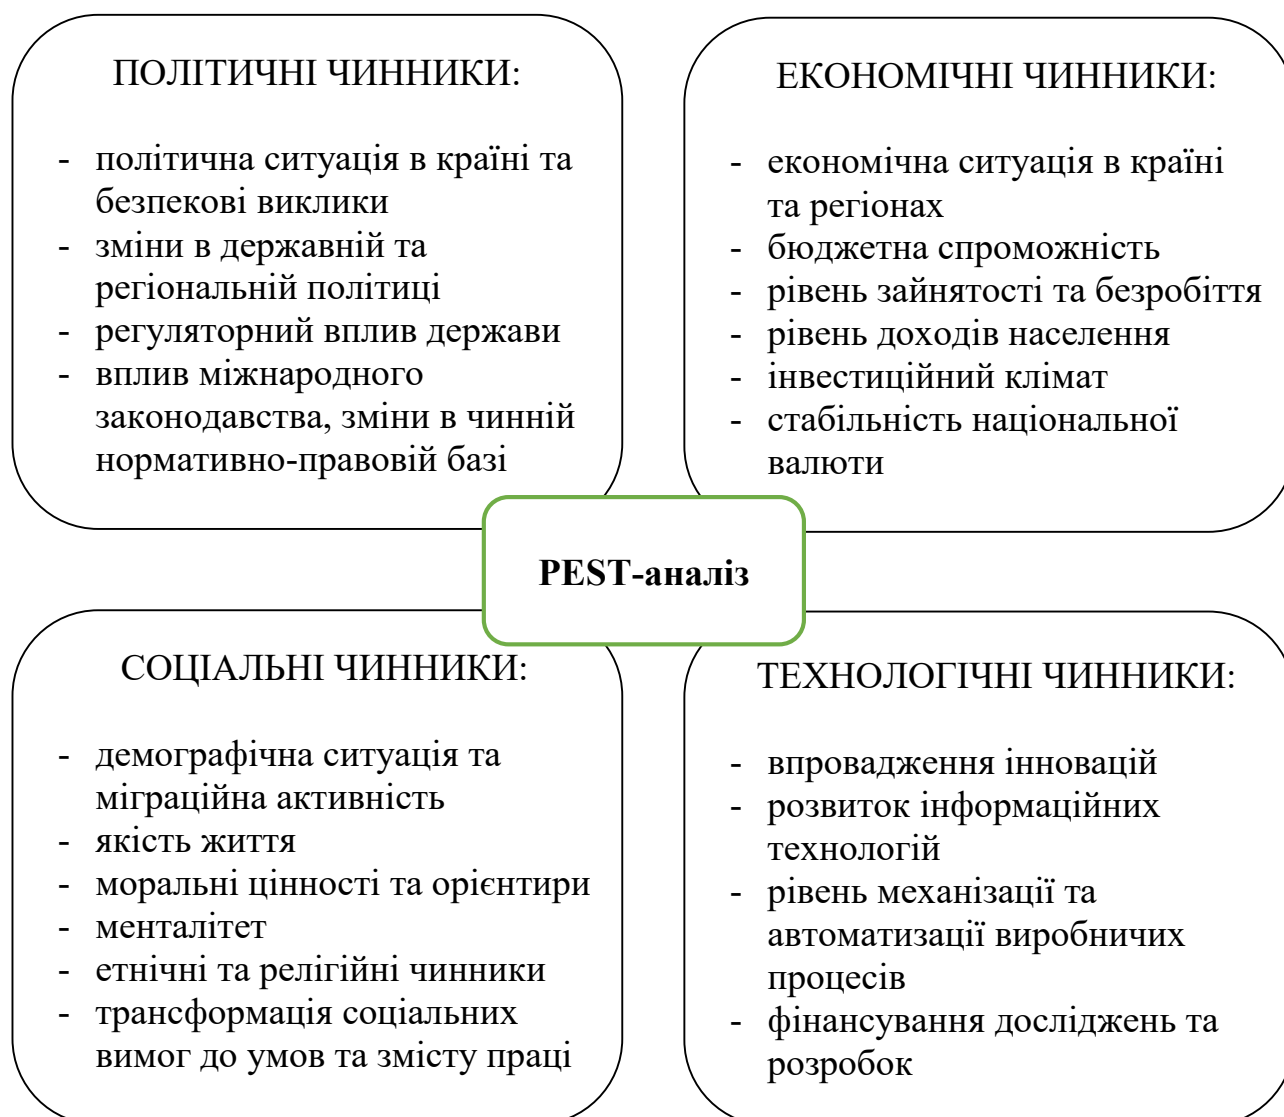 ПОЛІТИЧНІ ЧИННИКИ:
- політична ситуація в країні та
безпекові виклики
- зміни в державній та
регіональній політиці
- регуляторний вплив держави
- вплив міжнародного
законодавства, зміни в чинній
нормативно-правовій базі
ЕКОНОМІЧНІ ЧИННИКИ:
- економічна ситуація в країні
та регіонах
- бюджетна спроможність
- рівень зайнятості та безробіття
- рівень доходів населення
- інвестиційний клімат
- стабільність національної
валюти
PEST-аналіз
СОЦІАЛЬНІ ЧИННИКИ:
- демографічна ситуація та
міграційна активність
- якість життя
- моральні цінності та орієнтири
- менталітет
- етнічні та релігійні чинники
- трансформація соціальних
вимог до умов та змісту праці
ТЕХНОЛОГІЧНІ ЧИННИКИ:
- впровадження інновацій
- розвиток інформаційних
технологій
- рівень механізації та
автоматизації виробничих
процесів
- фінансування досліджень та
розробок